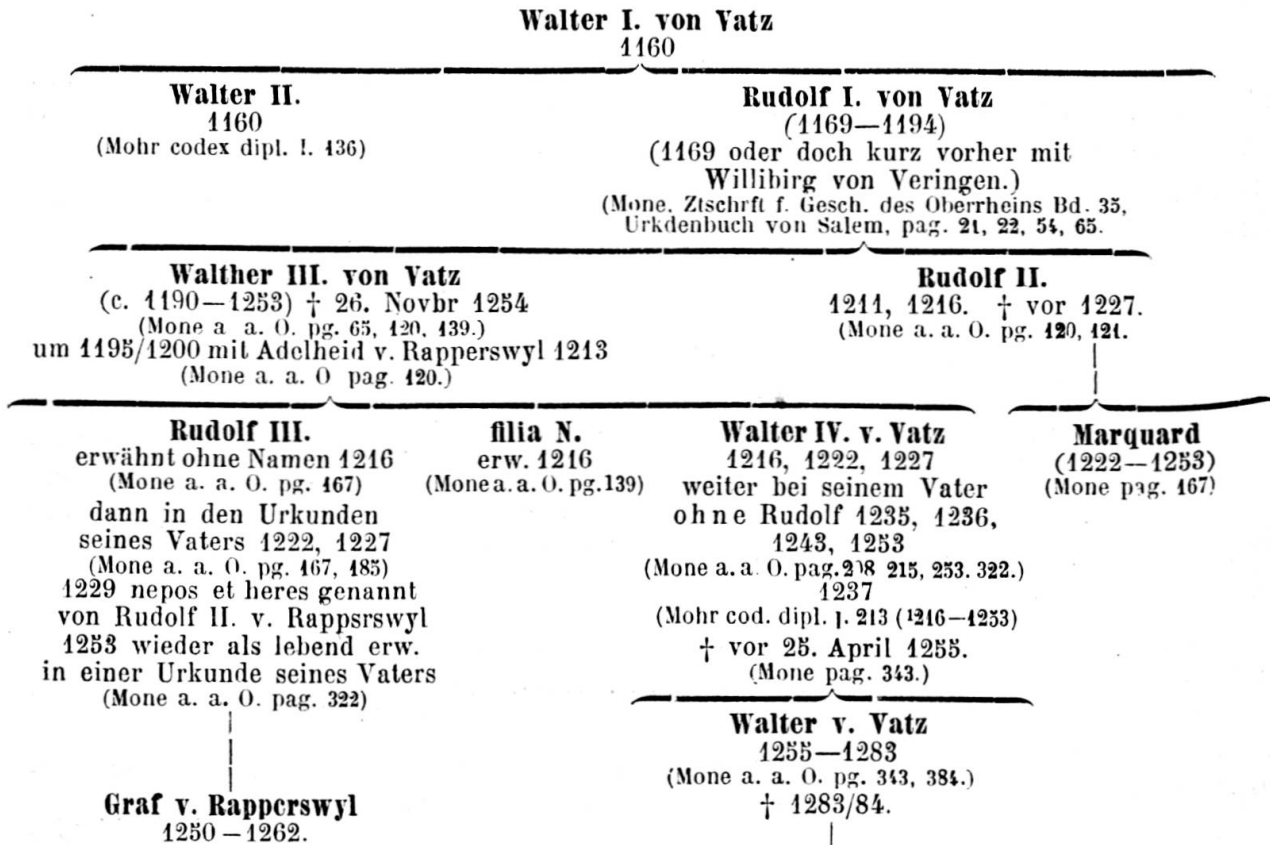 Walter I. von Vatz
1160
Walter II.
1160
(Mohr codex dipl. I. 136)
Rudolf I. von Vatz
(1169—1194)
(1169 oder doch kurz vorher mit
Willibirg von Veringen.)
(Mone. Ztschrft f. Gesch. des Oberrheins Bd. 35,
Urkdenbuch von Salem, pag. 21, 22, 54, 65.
Walther III. von Vatz
(c. 1190—1253) † 26. Novbr 1254
(Mone a a. O. pg. 65, 120, 139.)
um 1195/1200 mit Adelheid v. Rapperswyl 1213
(Mone a. a. O pag. 120.)
Rudolf II.
1211, 1216. † vor 1227.
(Mone a. a. O. pg. 120, 121.
Rudolf III.
erwähnt ohne Namen 1216
(Mone a. a. O. pg. 167)
dann in den Urkunden
seines Vaters 1222, 1227
(Mone a. a. O. pg. 167, 185)
1229 nepos et heres genannt
von Rudolf II. v. Rappsrswyl
1253 wieder als lebend erw.
in einer Urkunde seines Vaters
(Mone a. a. O. pag. 322)
Graf v. Rapperswyl
1250—1262.
filia N.
erw. 1216
(Mone a. a. O. pg. 139)
Walter IV. v. Vatz
1216, 1222, 1227
weiter bei seinem Vater
ohne Rudolf 1235, 1236,
1243, 1253
(Mone a. a. O. pag. 208 215, 253. 322.)
1237
(Mohr cod. dipl. I. 213 (1216—1253)
† vor 25. April 1255.
(Mone pag. 343.)
Walter v. Vatz
1255—1283
(Mone a. a. O. pg. 343, 384.)
† 1283/84.
Marquard
(1222—1253)
(Mone pag. 167)